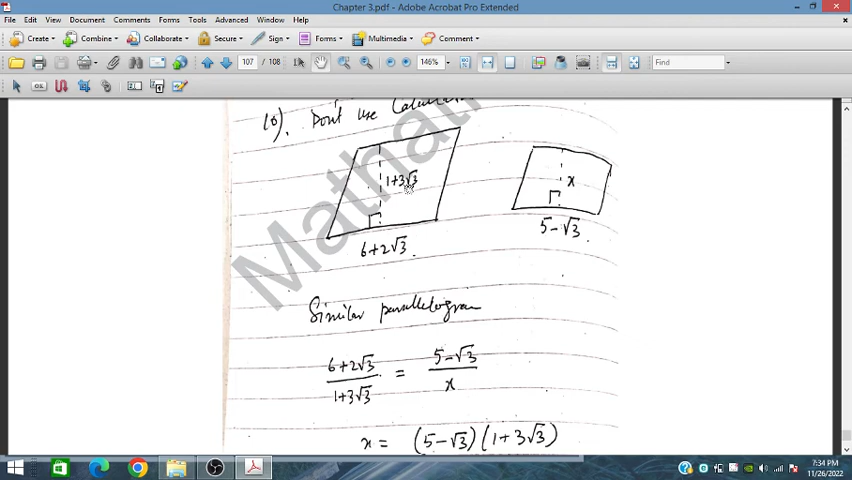 Chapter 3.pdf - Adobe Acrobat Pro Extended
File Edit View Document Comments Forms Tools Advanced Window Help
Create Combine Collaborate Secure Sign Forms Multimedia Comment
107 / 108 146% Find
10). Don't use Calculator
1+3√3
x
6+2√3
5-√3
Similar parallelogram
6+2√3 / 1+3√3 = 5-√3 / x
x = (5-√3)(1+3√3)
Math
7:34 PM
11/26/2022